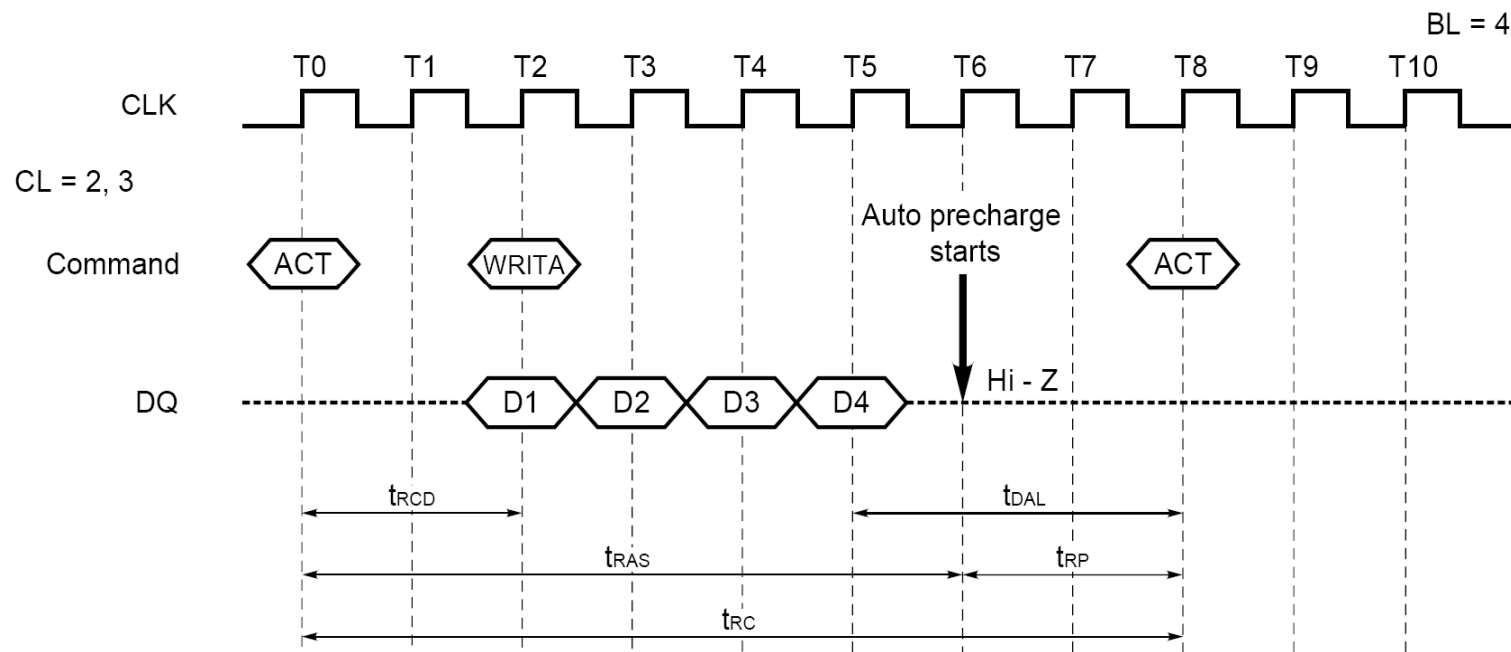 BL = 4
T0 T1 T2 T3 T4 T5 T6 T7 T8 T9 T10
CLK
CL = 2, 3
Auto precharge
starts
Command ACT WRITA ACT
DQ D1 D2 D3 D4 Hi - Z
tRCD tDAL
tRAS tRP
tRC